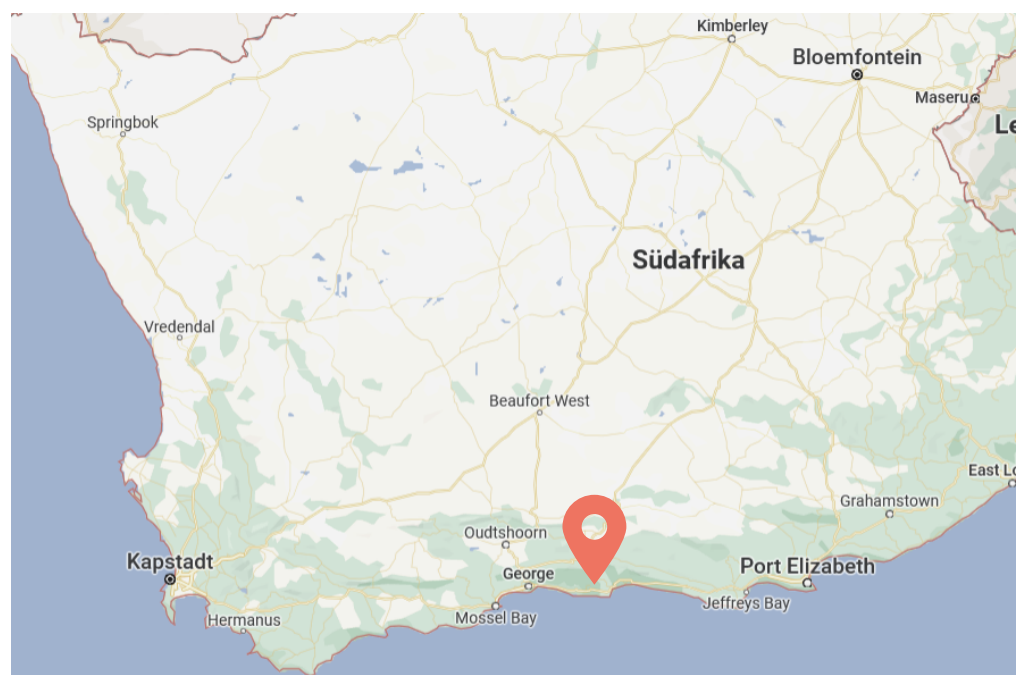 Kimberley
Bloemfontein
Maseru
Le
Springbok
Südafrika
Vredendal
Beaufort West
East Lo
Grahamstown
Oudtshoorn
Kapstadt
George
Port Elizabeth
Jeffreys Bay
Mossel Bay
Hermanus